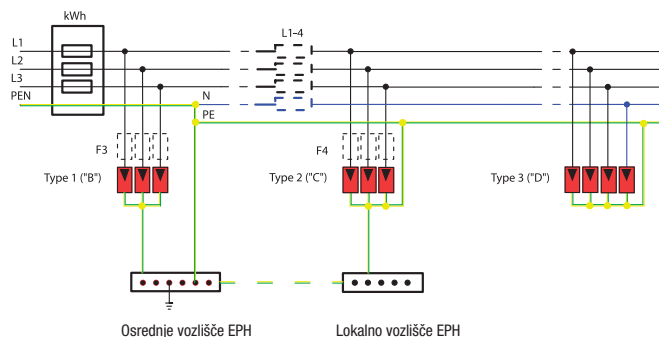 kWh
L1-4
L1
L2
L3
PEN
N
PE
F3
F4
Type 1 ("B")
Type 2 ("C")
Type 3 ("D")
Osrednje vozlišče EPH
Lokalno vozlišče EPH